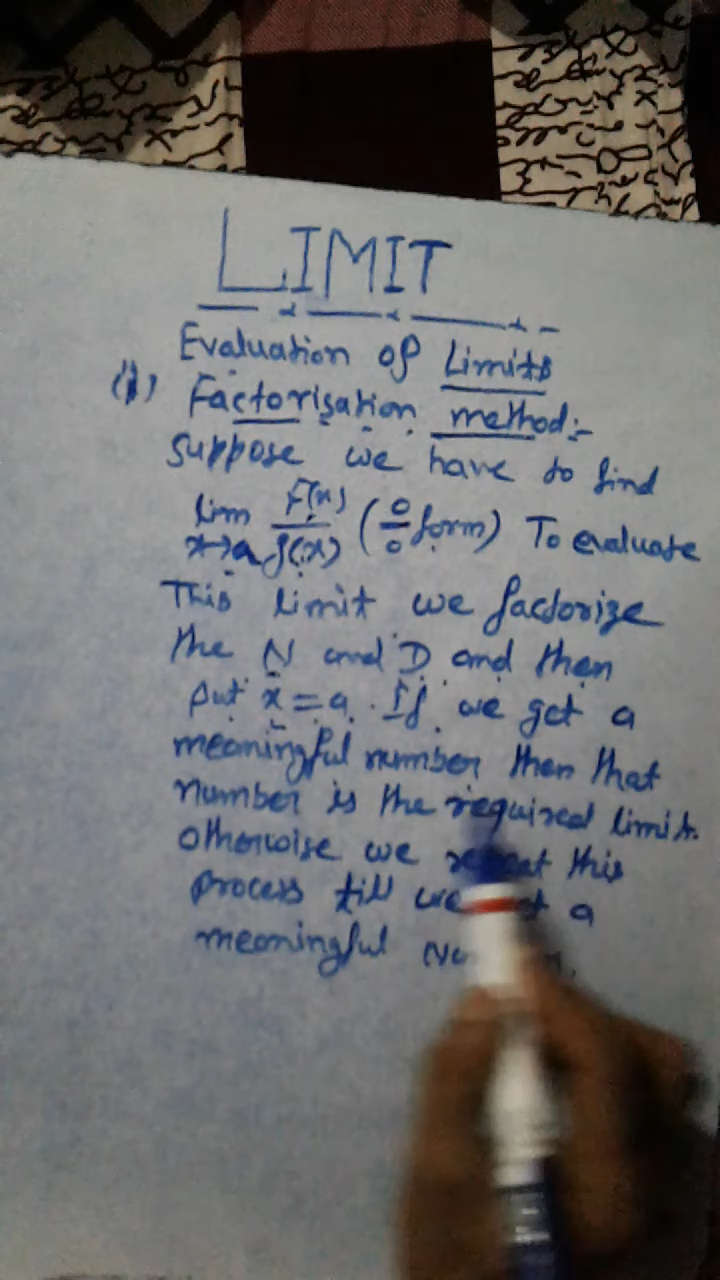 LIMIT
Evaluation of Limits
(1) Factorisation method:-
suppose we have to find
lim x→a F(x)/g(x) (0/0 form) To evaluate
This limit we factorize
the N and D and then
put x = a. If we get a
meaningful number then that
number is the required limit.
otherwise we this
process till we a
meaningful